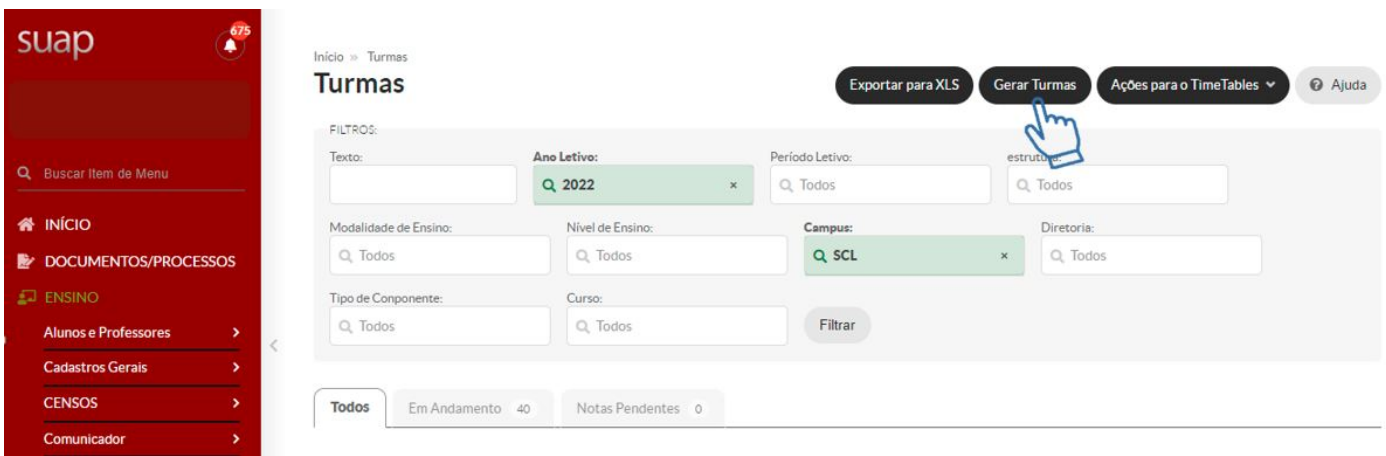 suap
675
Buscar Item de Menu
INÍCIO
DOCUMENTOS/PROCESSOS
ENSINO
Alunos e Professores
Cadastros Gerais
CENSOS
Comunicador
Início » Turmas
Turmas
Exportar para XLS Gerar Turmas Ações para o TimeTables Ajuda
FILTROS:
Texto: Ano Letivo: Período Letivo: estrutura:
2022 × Todos Todos
Modalidade de Ensino: Nível de Ensino: Campus: Diretoria:
Todos Todos SCL × Todos
Tipo de Conponente: Curso:
Todos Todos Filtrar
Todos Em Andamento 40 Notas Pendentes 0